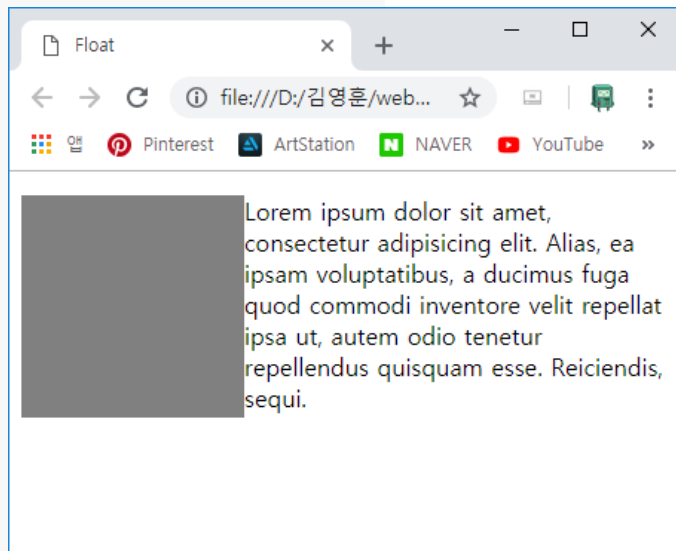 Float
file:///D:/김영훈/web...
앱 Pinterest ArtStation NAVER YouTube »
Lorem ipsum dolor sit amet,
consectetur adipisicing elit. Alias, ea
ipsam voluptatibus, a ducimus fuga
quod commodi inventore velit repellat
ipsa ut, autem odio tenetur
repellendus quisquam esse. Reiciendis,
sequi.